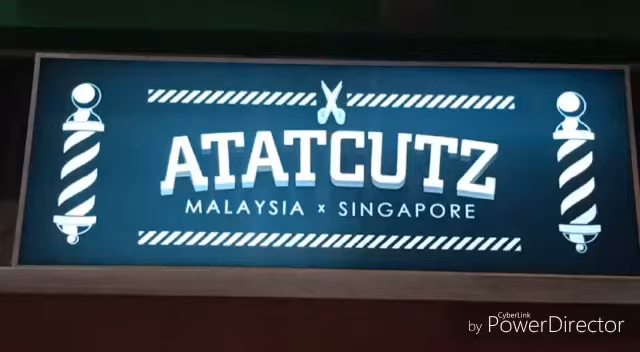 ATATCUTZ
MALAYSIA x SINGAPORE
CyberLink
by PowerDirector